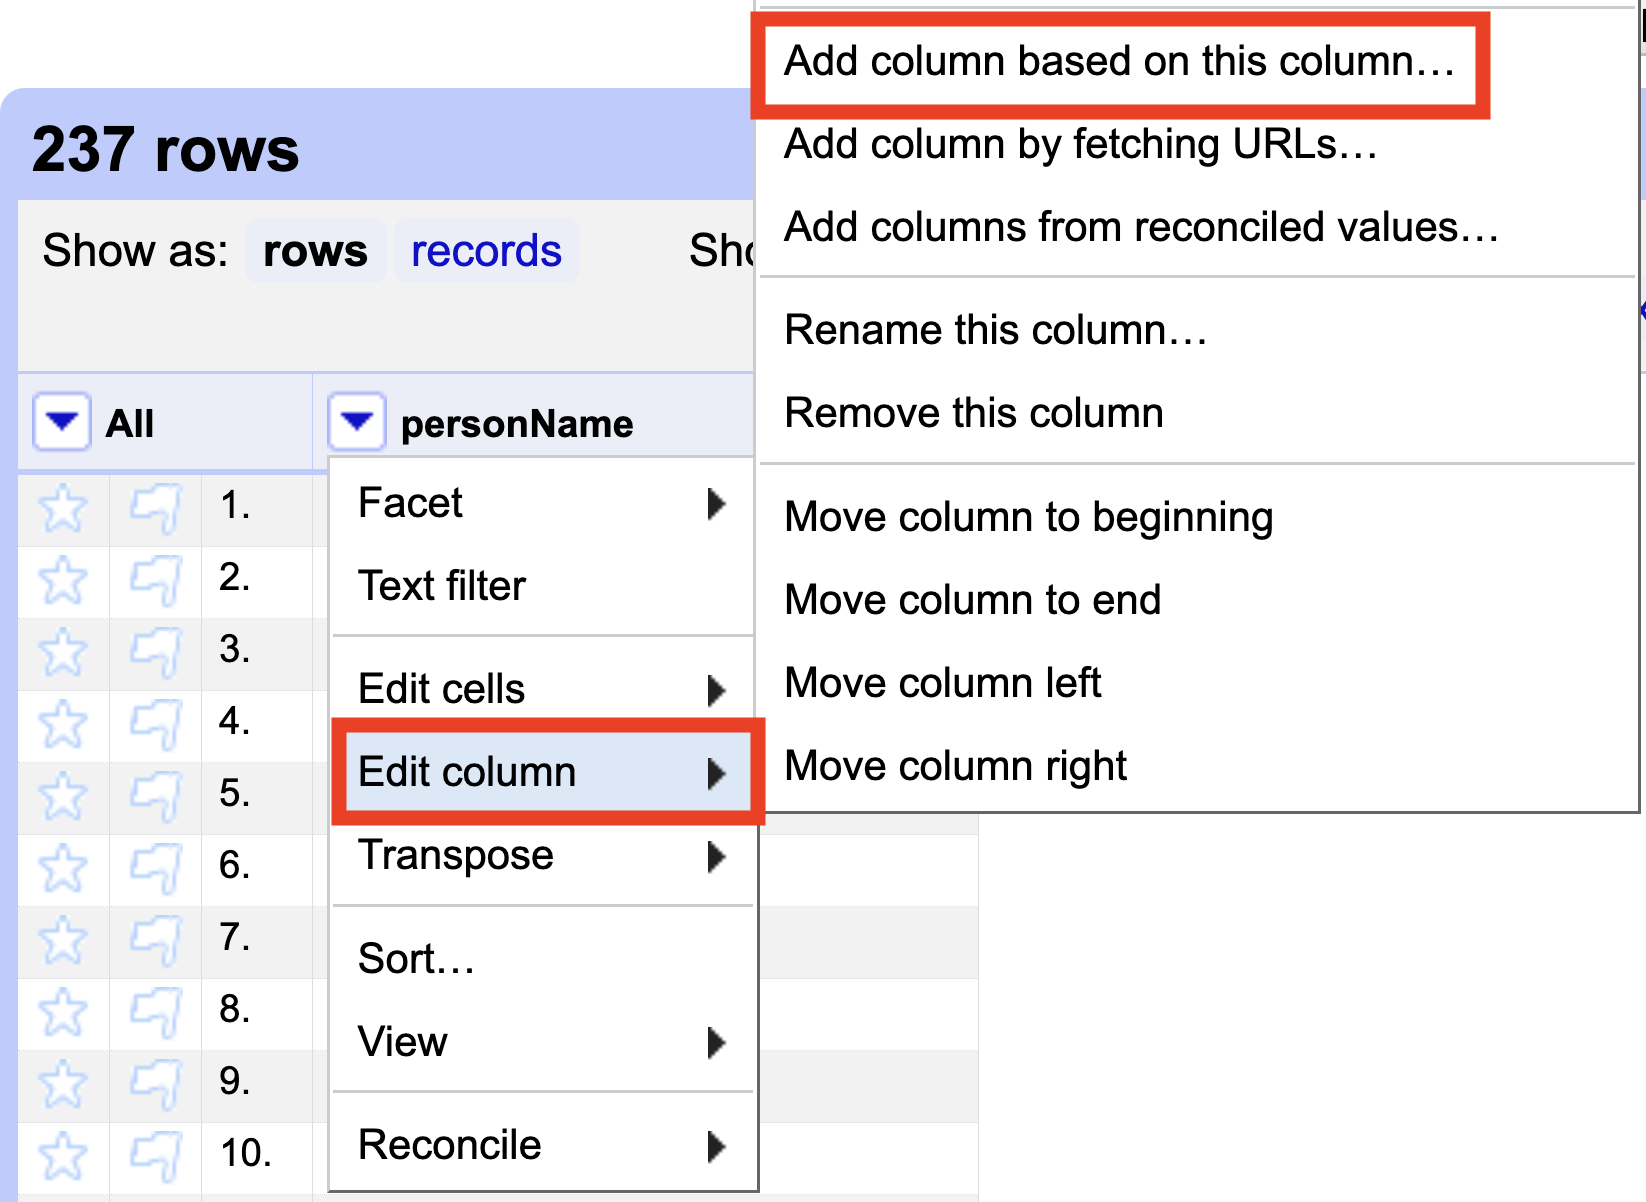 237 rows
Show as: rows records
All
personName
1.
2.
3.
4.
5.
6.
7.
8.
9.
10.
Facet
Text filter
Edit cells
Edit column
Transpose
Sort…
View
Reconcile
Add column based on this column…
Add column by fetching URLs…
Add columns from reconciled values…
Rename this column…
Remove this column
Move column to beginning
Move column to end
Move column left
Move column right